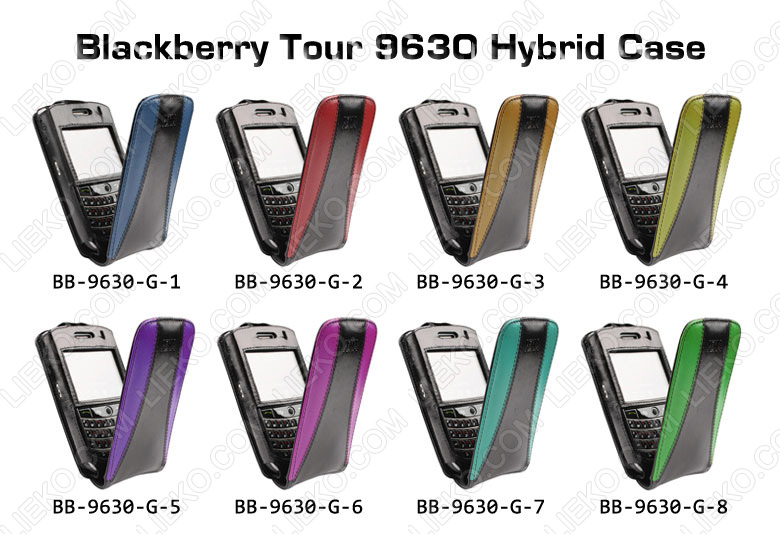 Blackberry Tour 9630 Hybrid Case
BB-9630-G-1 BB-9630-G-2 BB-9630-G-3 BB-9630-G-4
BB-9630-G-5 BB-9630-G-6 BB-9630-G-7 BB-9630-G-8
LIEKO.COM